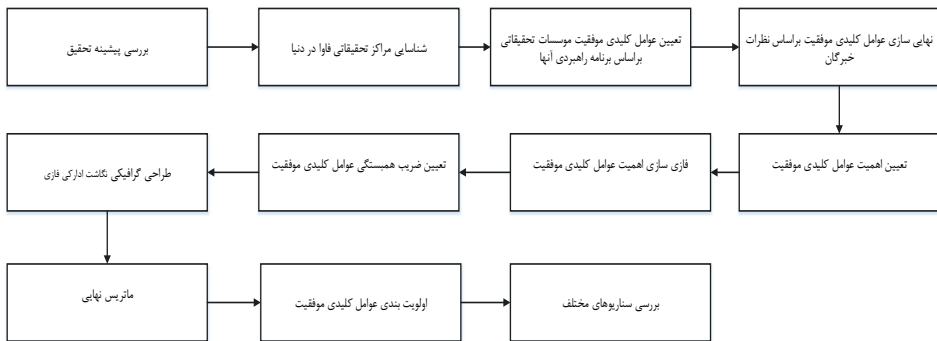 بررسی پیشینه تحقیق
شناسایی مراکز تحقیقاتی فاوا در دنیا
تعیین عوامل کلیدی موفقیت موسسات تحقیقاتی
براساس برنامه راهبردی آنها
نهایی سازی عوامل کلیدی موفقیت براساس نظرات
خبرگان
تعیین اهمیت عوامل کلیدی موفقیت
فازی سازی اهمیت عوامل کلیدی موفقیت
تعیین ضریب همبستگی عوامل کلیدی موفقیت
طراحی گرافیکی نگاشت ادارکی فازی
ماتریس نهایی
اولویت بندی عوامل کلیدی موفقیت
بررسی سناریوهای مختلف